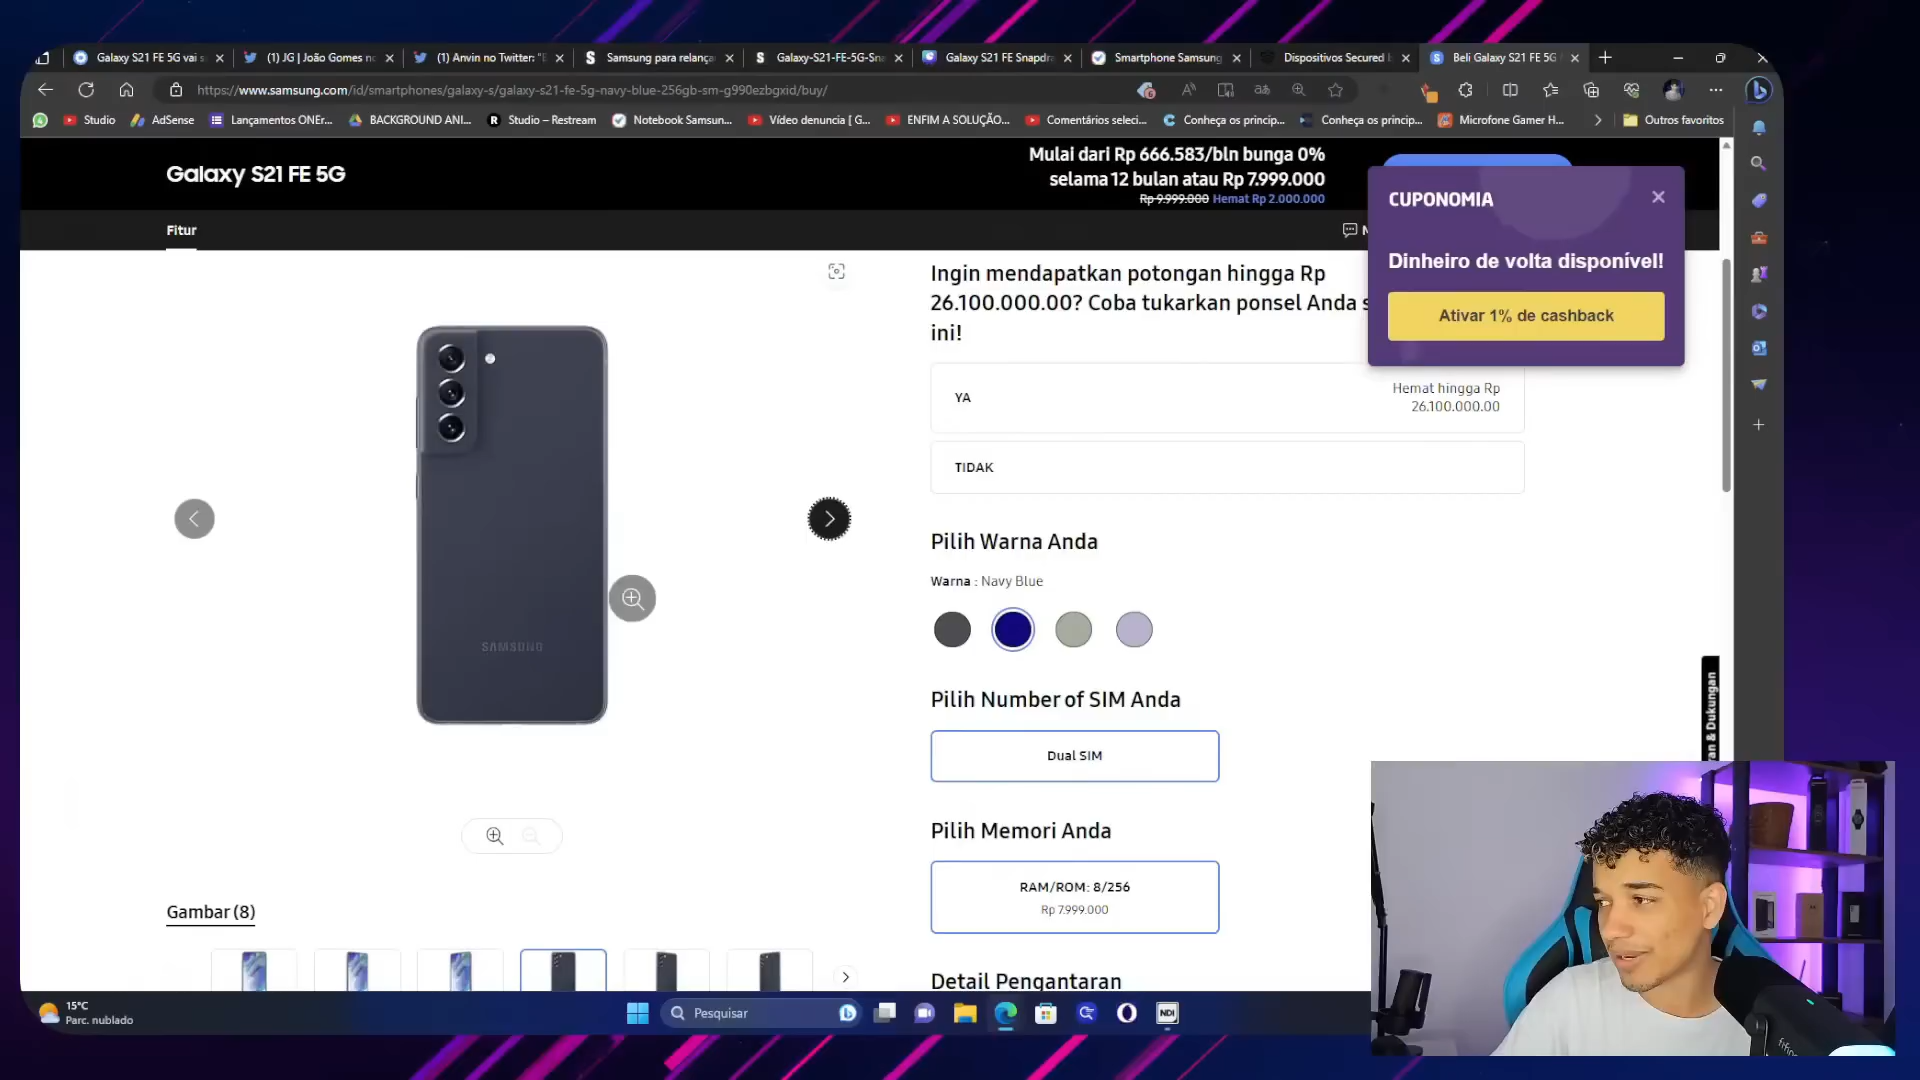 Galaxy S21 FE 5G vai s
(1) JG | João Gomes no
(1) Anvin no Twitter: "E
Samsung para relança
Galaxy-S21-FE-5G-Sna
Galaxy S21 FE Snapdra
Smartphone Samsung
Dispositivos Secured b
Beli Galaxy S21 FE 5G
https://www.samsung.com/id/smartphones/galaxy-s/galaxy-s21-fe-5g-navy-blue-256gb-sm-g990ezbgxid/buy/
Studio
AdSense
Lançamentos ONEr...
BACKGROUND ANI...
Studio – Restream
Notebook Samsun...
Vídeo denuncia [ G...
ENFIM A SOLUÇÃO...
Comentários seleci...
Conheça os princip...
Conheça os princip...
Microfone Gamer H...
Outros favoritos
Galaxy S21 FE 5G
Mulai dari Rp 666.583/bln bunga 0%
selama 12 bulan atau Rp 7.999.000
Rp 9.999.000 Hemat Rp 2.000.000
Fitur
CUPONOMIA
Dinheiro de volta disponível!
Ativar 1% de cashback
Ingin mendapatkan potongan hingga Rp
26.100.000.00? Coba tukarkan ponsel Anda s
ini!
YA
Hemat hingga Rp
26.100.000.00
TIDAK
Pilih Warna Anda
Warna : Navy Blue
Pilih Number of SIM Anda
Dual SIM
Pilih Memori Anda
RAM/ROM: 8/256
Rp 7.999.000
Detail Pengantaran
SAMSUNG
Gambar (8)
an & Dukungan
15°C
Parc. nublado
Pesquisar
NDI